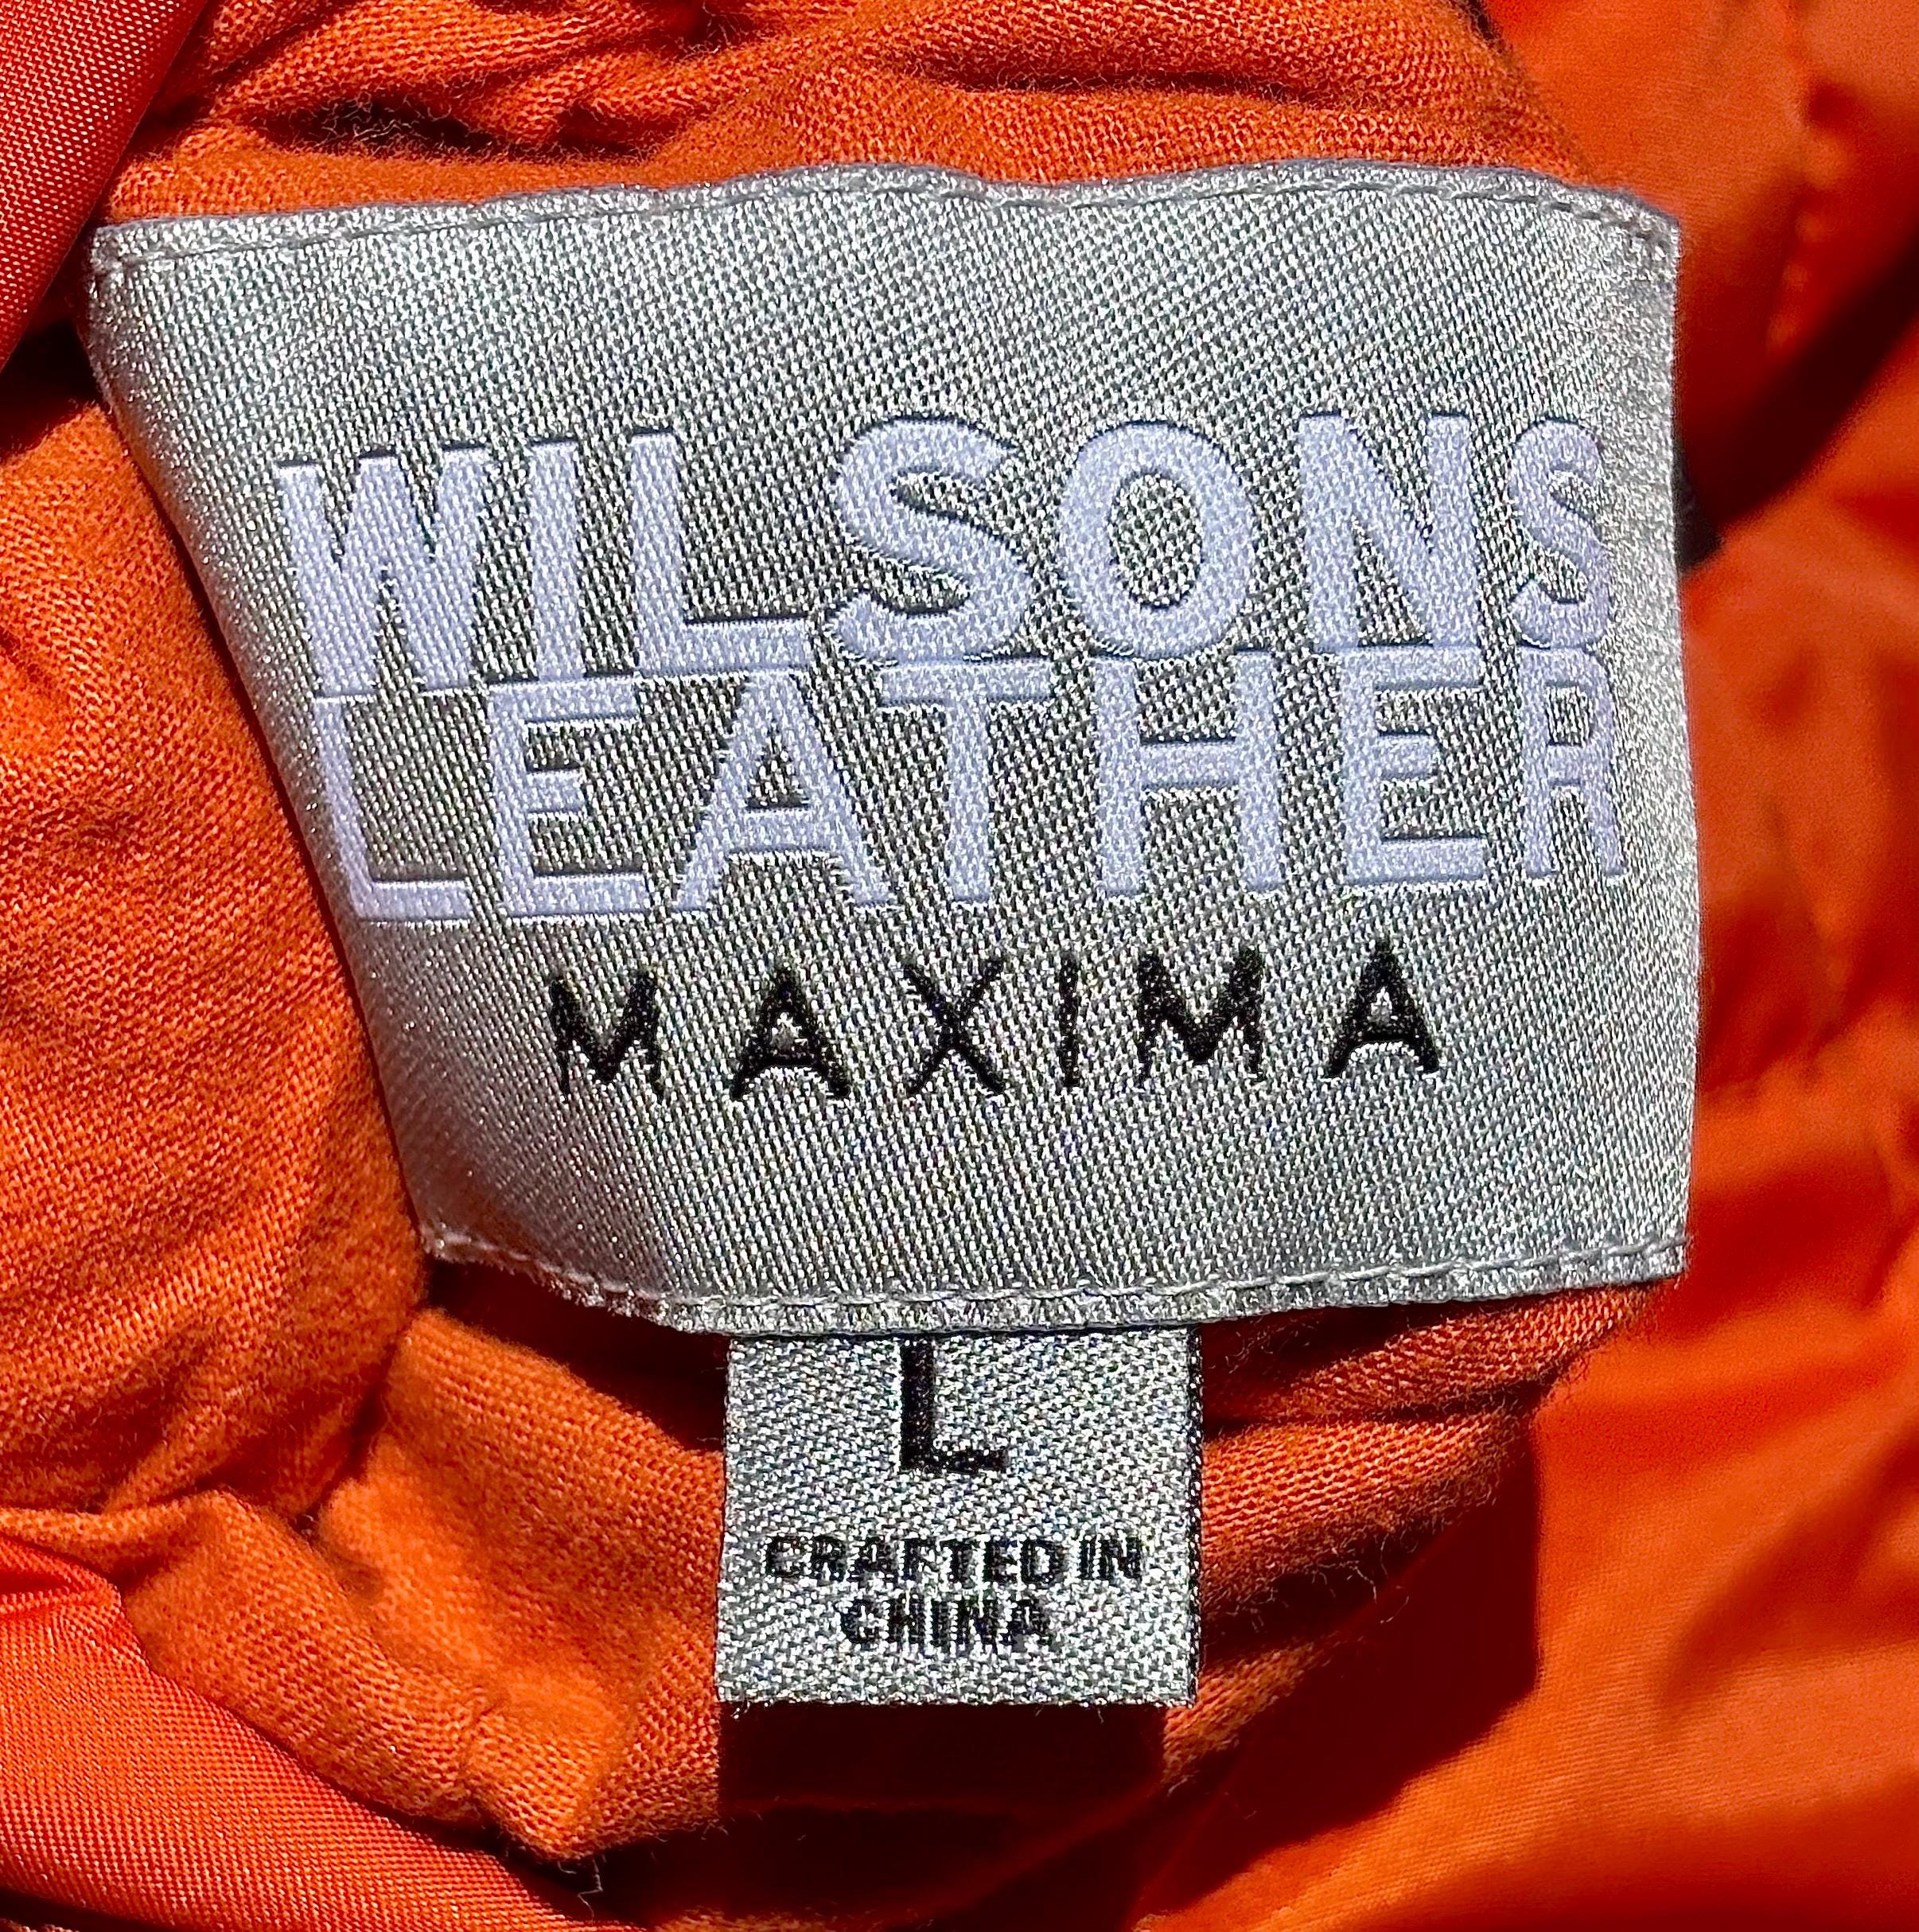 WILSONS
LEATHER
MAXIMA
L
CRAFTED IN
CHINA